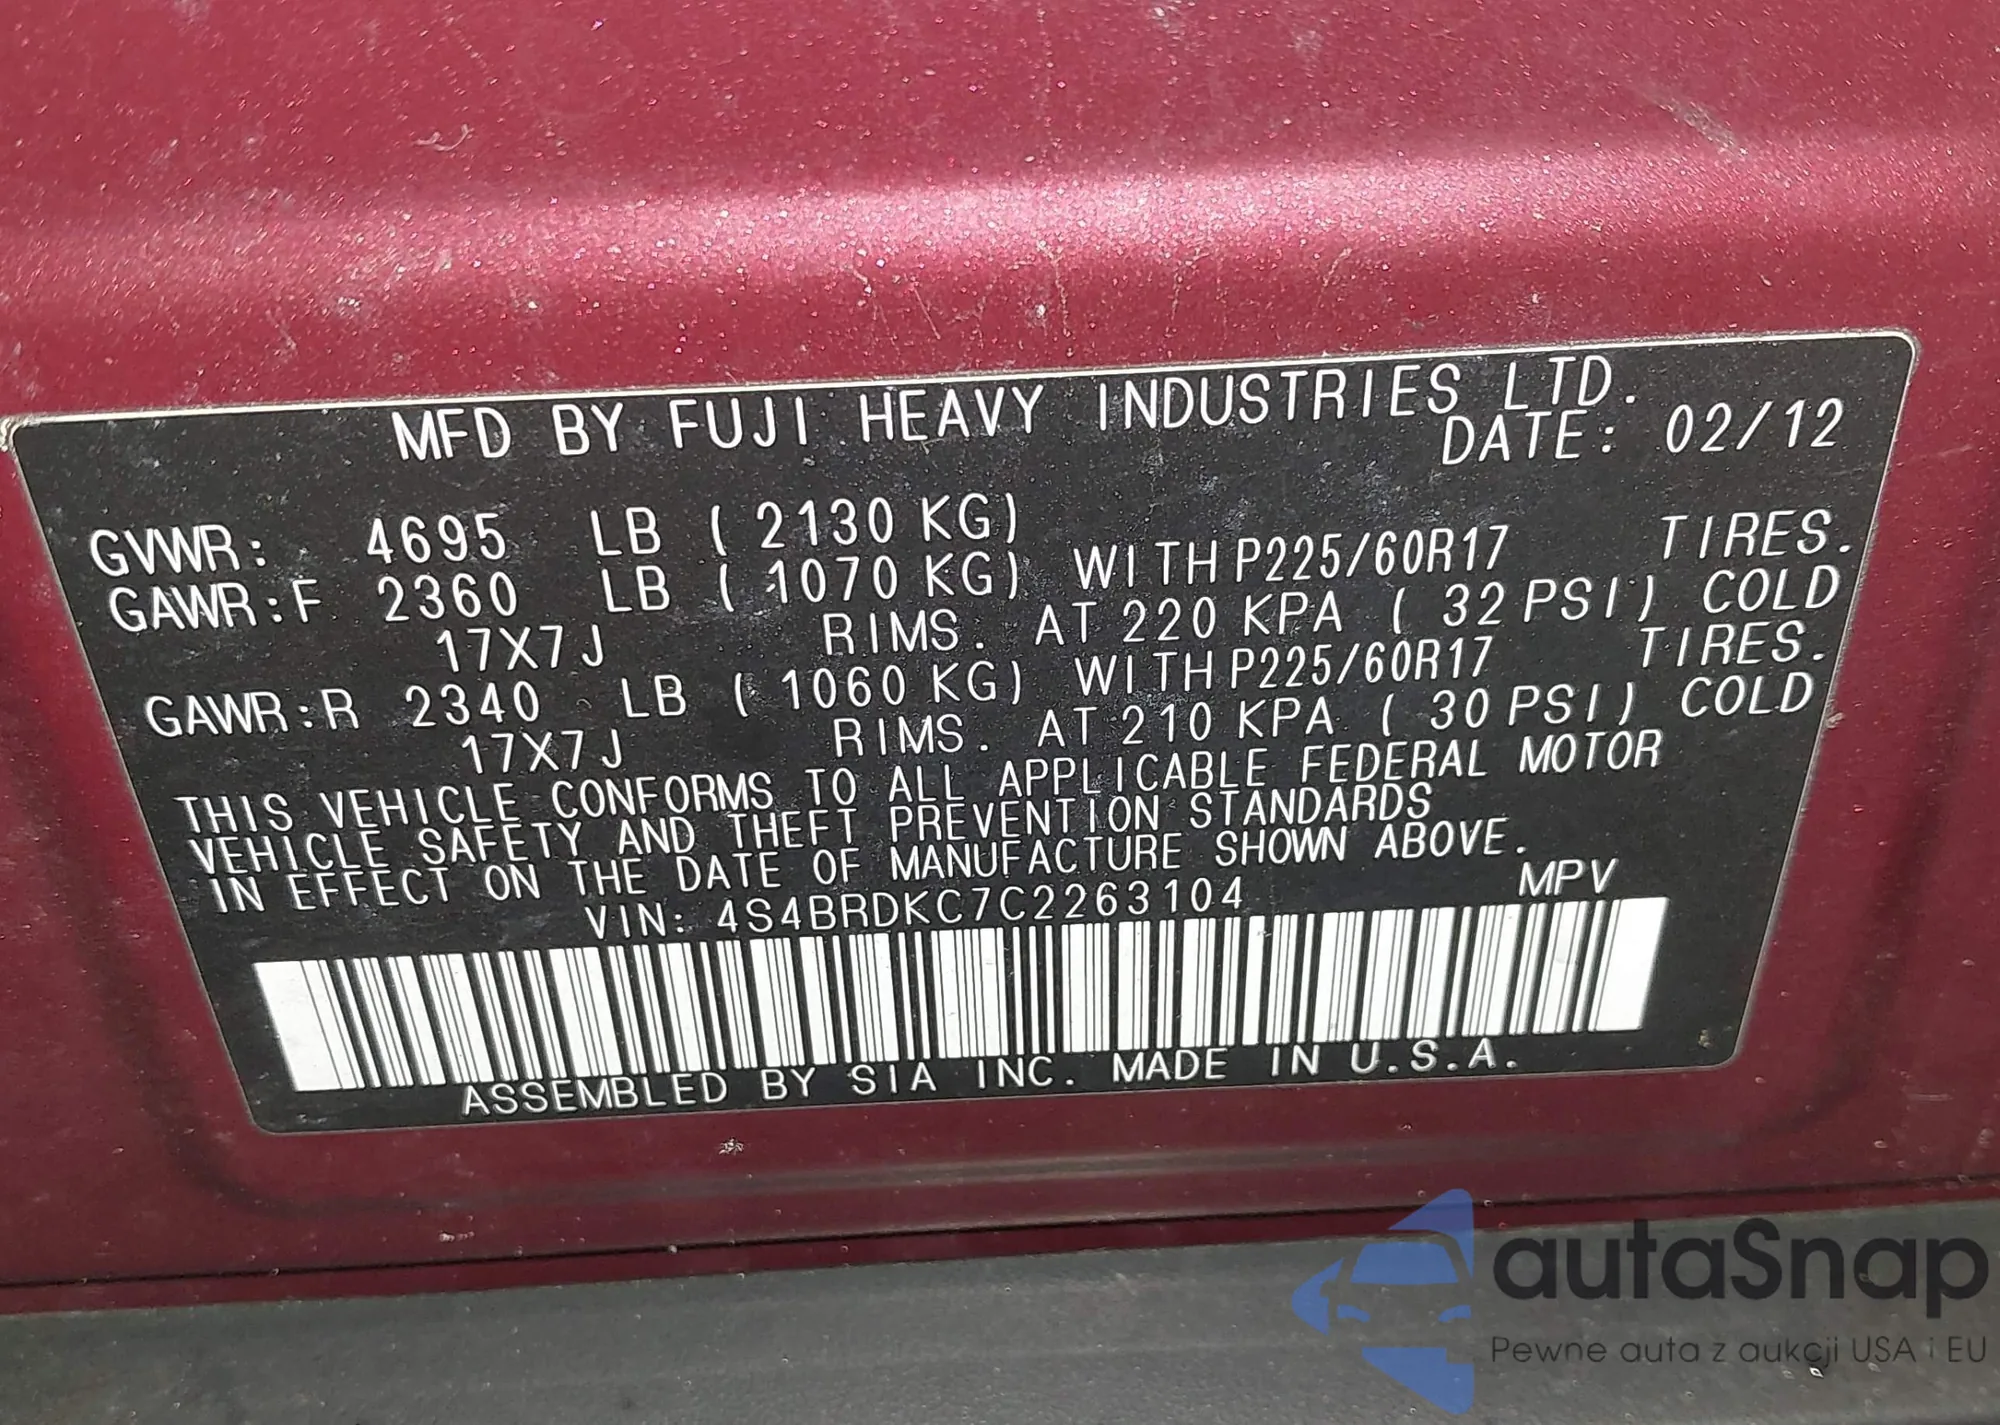 MFD BY FUJI HEAVY INDUSTRIES LTD.
DATE: 02/12
GVWR: 4695 LB ( 2130 KG)
GAWR:F 2360 LB ( 1070 KG) WITH P225/60R17 TIRES.
17X7J RIMS. AT 220 KPA ( 32 PSI) COLD
GAWR:R 2340 LB ( 1060 KG) WITH P225/60R17 TIRES.
17X7J RIMS. AT 210 KPA ( 30 PSI) COLD
THIS VEHICLE CONFORMS TO ALL APPLICABLE FEDERAL MOTOR
VEHICLE SAFETY AND THEFT PREVENTION STANDARDS
IN EFFECT ON THE DATE OF MANUFACTURE SHOWN ABOVE.
VIN: 4S4BRDKC7C2263104 MPV
ASSEMBLED BY SIA INC. MADE IN U.S.A.
autaSnap
Pewne auta z aukcji USA i EU